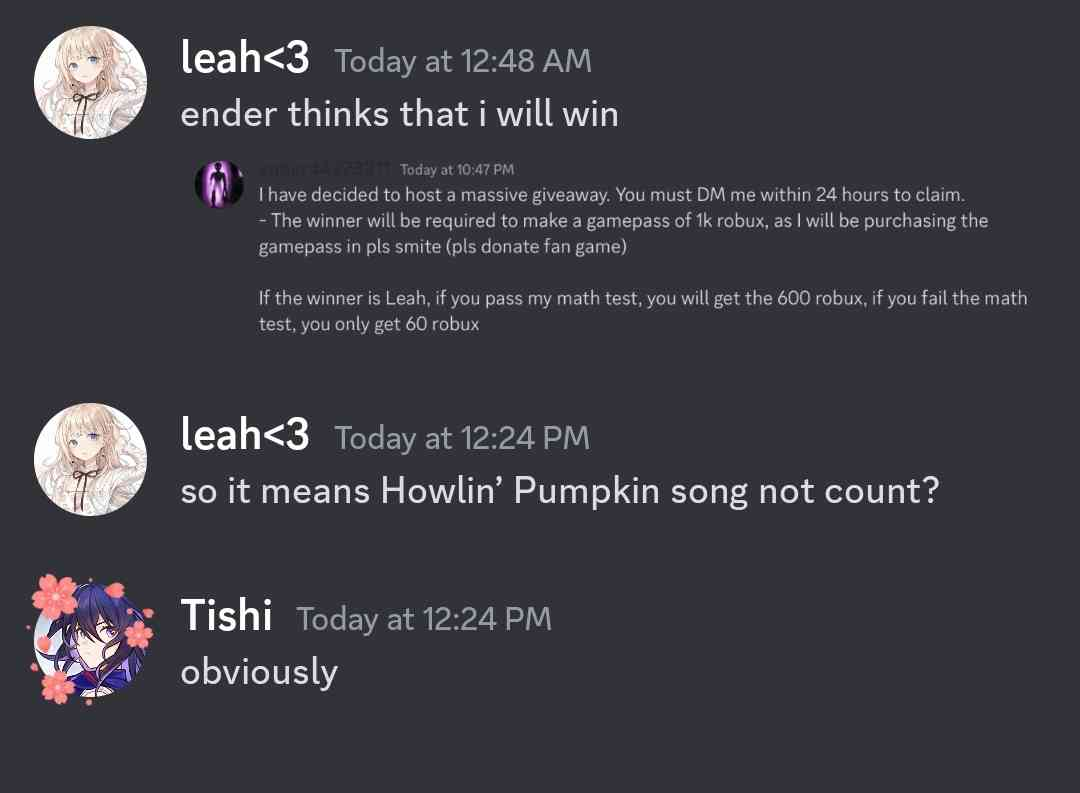 leah<3 Today at 12:48 AM
ender thinks that i will win
Today at 10:47 PM
I have decided to host a massive giveaway. You must DM me within 24 hours to claim.
- The winner will be required to make a gamepass of 1k robux, as I will be purchasing the
gamepass in pls smite (pls donate fan game)
If the winner is Leah, if you pass my math test, you will get the 600 robux, if you fail the math
test, you only get 60 robux
leah<3 Today at 12:24 PM
so it means Howlin’ Pumpkin song not count?
Tishi Today at 12:24 PM
obviously